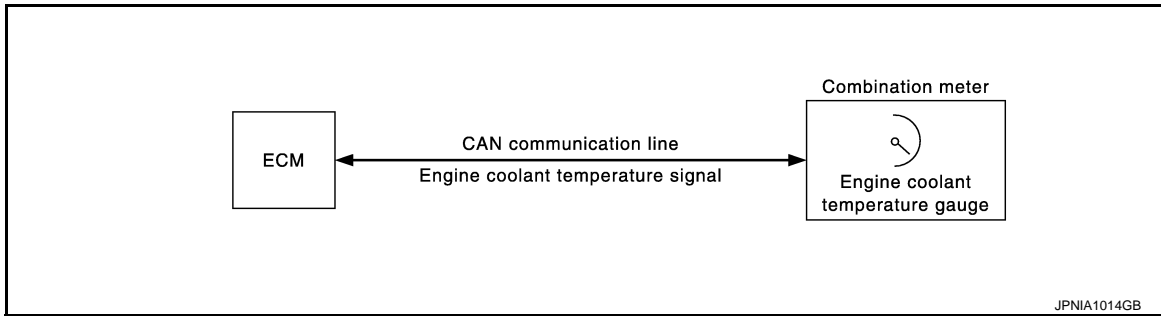 Combination meter
ECM
CAN communication line
Engine coolant temperature signal
Engine coolant
temperature gauge
JPNIA1014GB